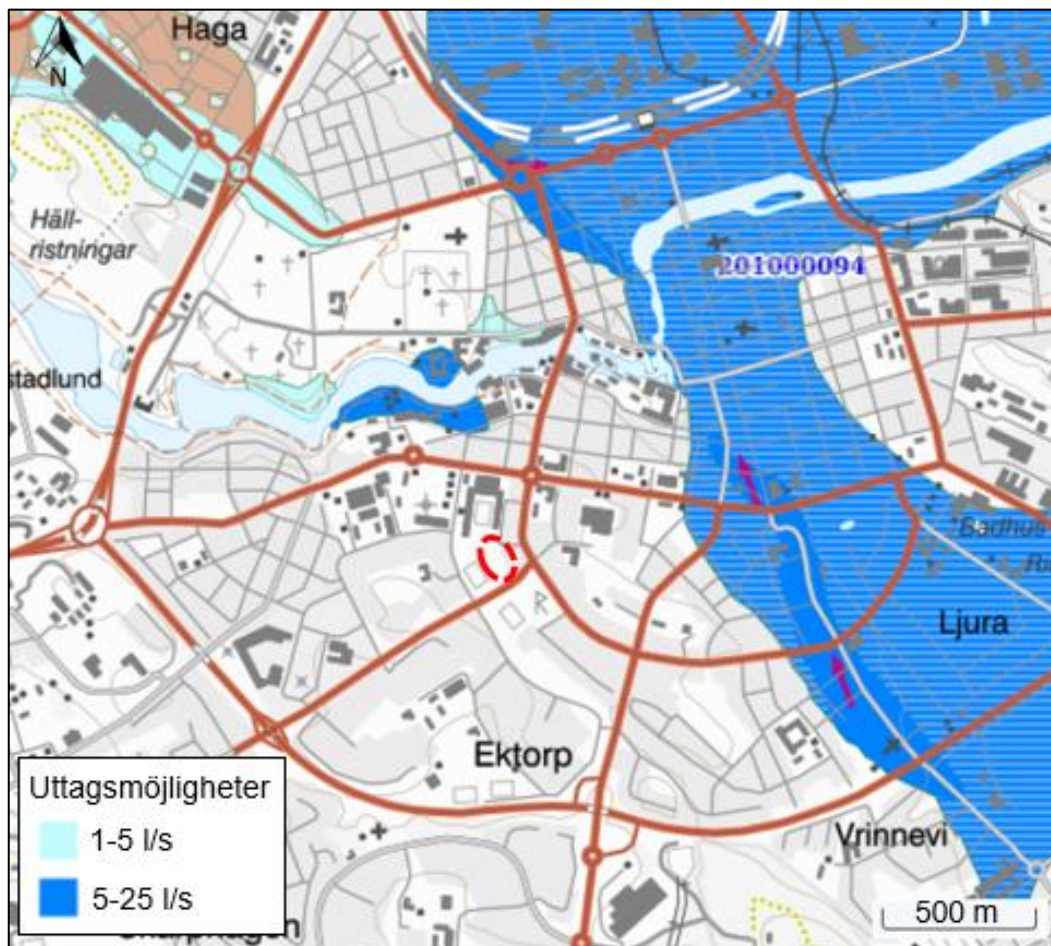 Haga
N
Häll-
ristningar
201000094
stadlund
Badhus
Ljura
Ektorp
Uttagsmöjligheter
1-5 l/s
5-25 l/s
Vrinnevi
500 m